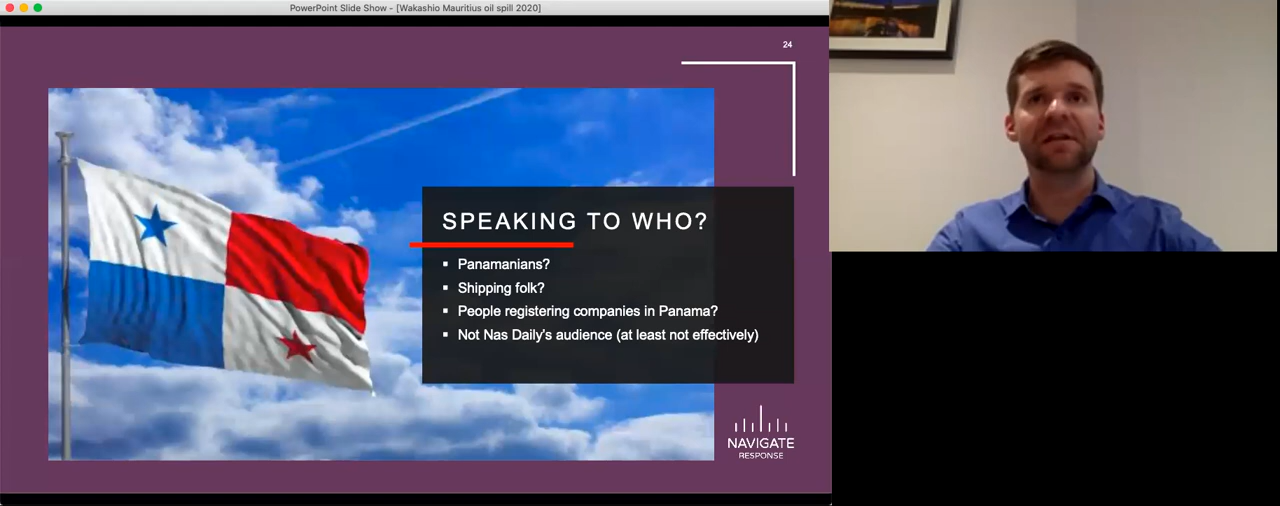 PowerPoint Slide Show - [Wakashio Mauritius oil spill 2020]
24
SPEAKING TO WHO?
▪ Panamanians?
▪ Shipping folk?
▪ People registering companies in Panama?
▪ Not Nas Daily's audience (at least not effectively)
NAVIGATE
RESPONSE